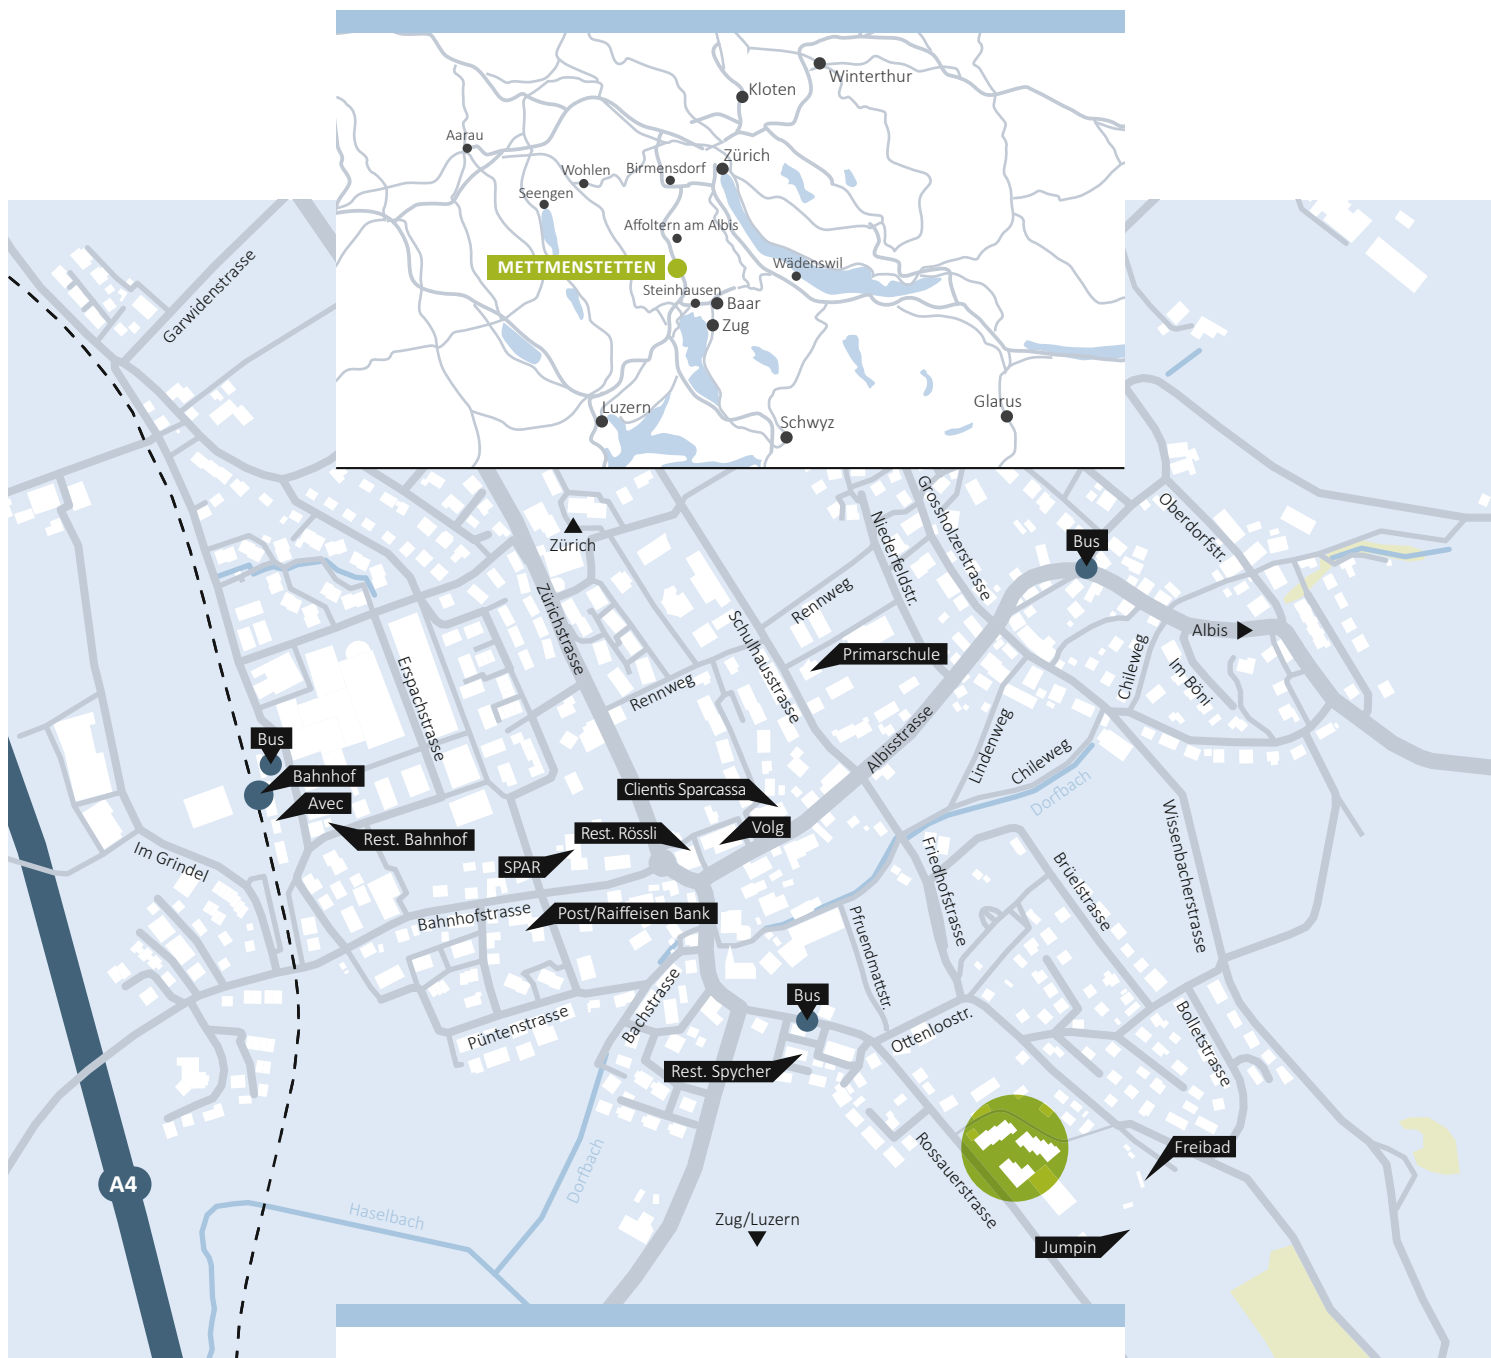 Winterthur
Kloten
Aarau
Zürich
Wohlen
Birmensdorf
Seengen
Affoltern am Albis
METTMENSTETTEN
Wädenswil
Steinhausen
Baar
Zug
Luzern
Glarus
Schwyz
Garwidenstrasse
Grossholzerstrasse
Niederfeldstr.
Oberdorfstr.
Zürich
Bus
Zürichstrasse
Rennweg
Schulhausstrasse
Albis
Primarschule
Chileweg
Im Böni
Erspachstrasse
Rennweg
Albisstrasse
Lindenweg
Chileweg
Dorfbach
Bus
Bahnhof
Avec
Rest. Bahnhof
Clientis Sparcassa
Volg
Rest. Rössli
SPAR
Im Grindel
Wissenbacherstrasse
Friedhofstrasse
Brüelstrasse
Bahnhofstrasse
Post/Raiffeisen Bank
Pfruendmattstr.
Bachstrasse
Püntenstrasse
Bus
Ottenloostr.
Bolletstrasse
Rest. Spycher
Rossauerstrasse
Freibad
A4
Dorfbach
Haselbach
Zug/Luzern
Jumpin